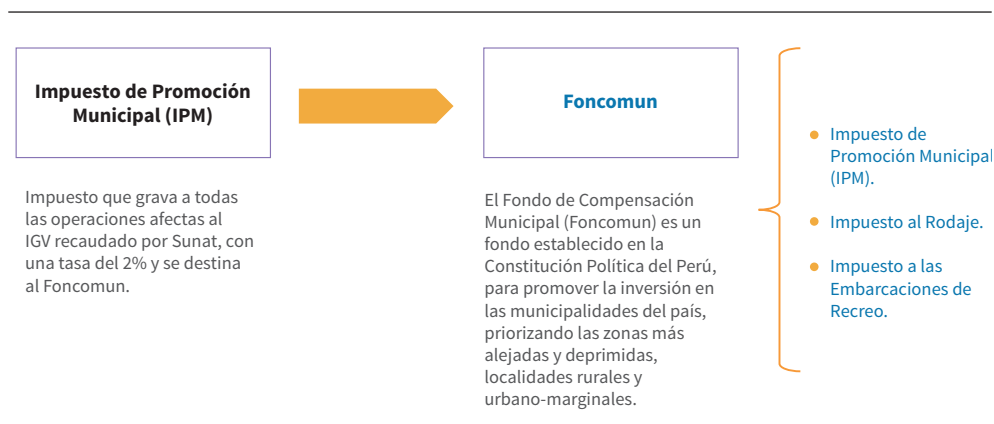 Impuesto de Promoción
Municipal (IPM)
Impuesto que grava a todas
las operaciones afectas al
IGV recaudado por Sunat, con
una tasa del 2% y se destina
al Foncomun.
Foncomun
El Fondo de Compensación
Municipal (Foncomun) es un
fondo establecido en la
Constitución Política del Perú,
para promover la inversión en
las municipalidades del país,
priorizando las zonas más
alejadas y deprimidas,
localidades rurales y
urbano-marginales.
Impuesto de
Promoción Municipal
(IPM).
Impuesto al Rodaje.
Impuesto a las
Embarcaciones de
Recreo.